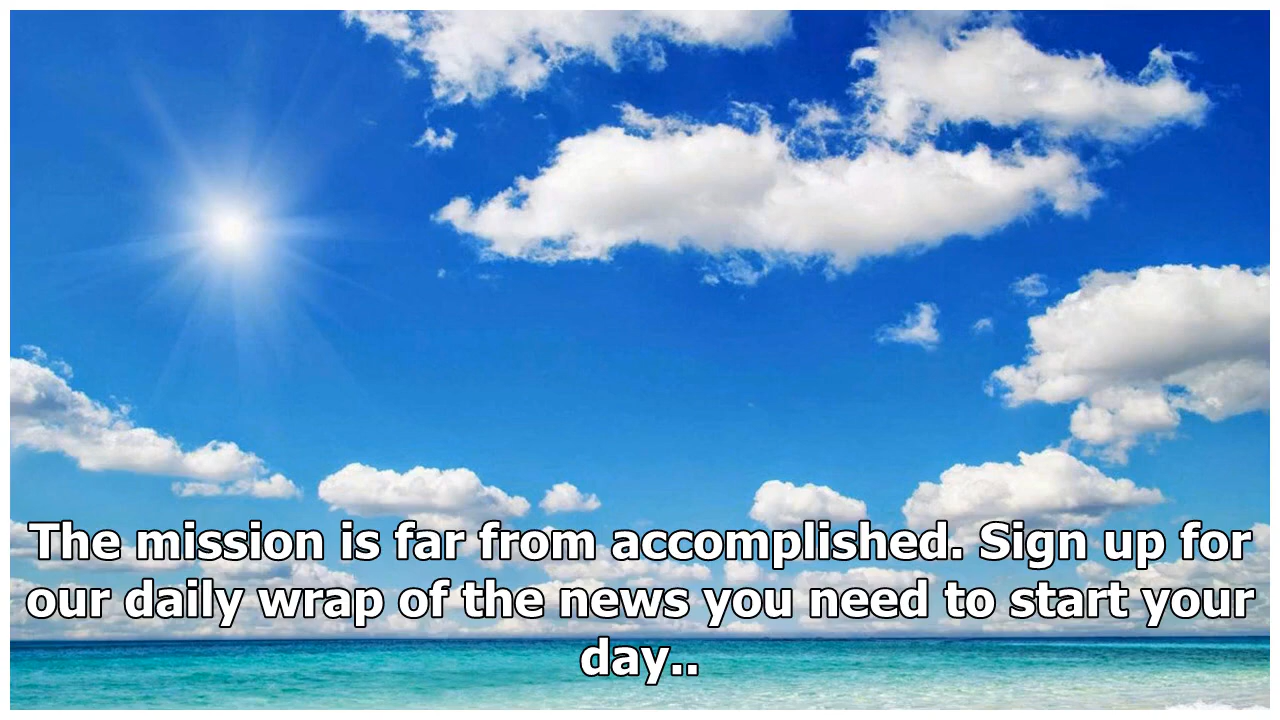 The mission is far from accomplished. Sign up for
our daily wrap of the news you need to start your
day..